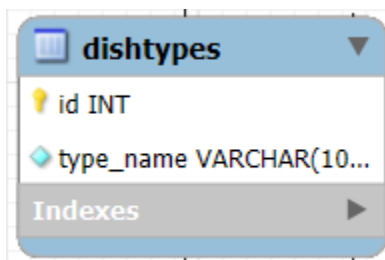 dishtypes
id INT
type_name VARCHAR(10...
Indexes